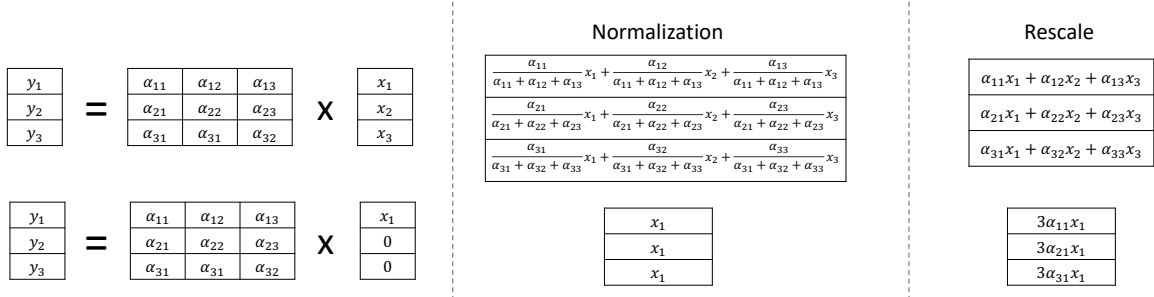 Normalization
Rescale
y₁ = α₁₁ α₁₂ α₁₃ x x₁
y₂ α₂₁ α₂₂ α₂₃ x₂
y₃ α₃₁ α₃₁ α₃₂ x₃
α₁₁/(α₁₁ + α₁₂ + α₁₃) x₁ + α₁₂/(α₁₁ + α₁₂ + α₁₃) x₂ + α₁₃/(α₁₁ + α₁₂ + α₁₃) x₃
α₂₁/(α₂₁ + α₂₂ + α₂₃) x₁ + α₂₂/(α₂₁ + α₂₂ + α₂₃) x₂ + α₂₃/(α₂₁ + α₂₂ + α₂₃) x₃
α₃₁/(α₃₁ + α₃₂ + α₃₃) x₁ + α₃₂/(α₃₁ + α₃₂ + α₃₃) x₂ + α₃₃/(α₃₁ + α₃₂ + α₃₃) x₃
α₁₁x₁ + α₁₂x₂ + α₁₃x₃
α₂₁x₁ + α₂₂x₂ + α₂₃x₃
α₃₁x₁ + α₃₂x₂ + α₃₃x₃
y₁ = α₁₁ α₁₂ α₁₃ x x₁
y₂ α₂₁ α₂₂ α₂₃ 0
y₃ α₃₁ α₃₁ α₃₂ 0
x₁
x₁
x₁
3α₁₁x₁
3α₂₁x₁
3α₃₁x₁